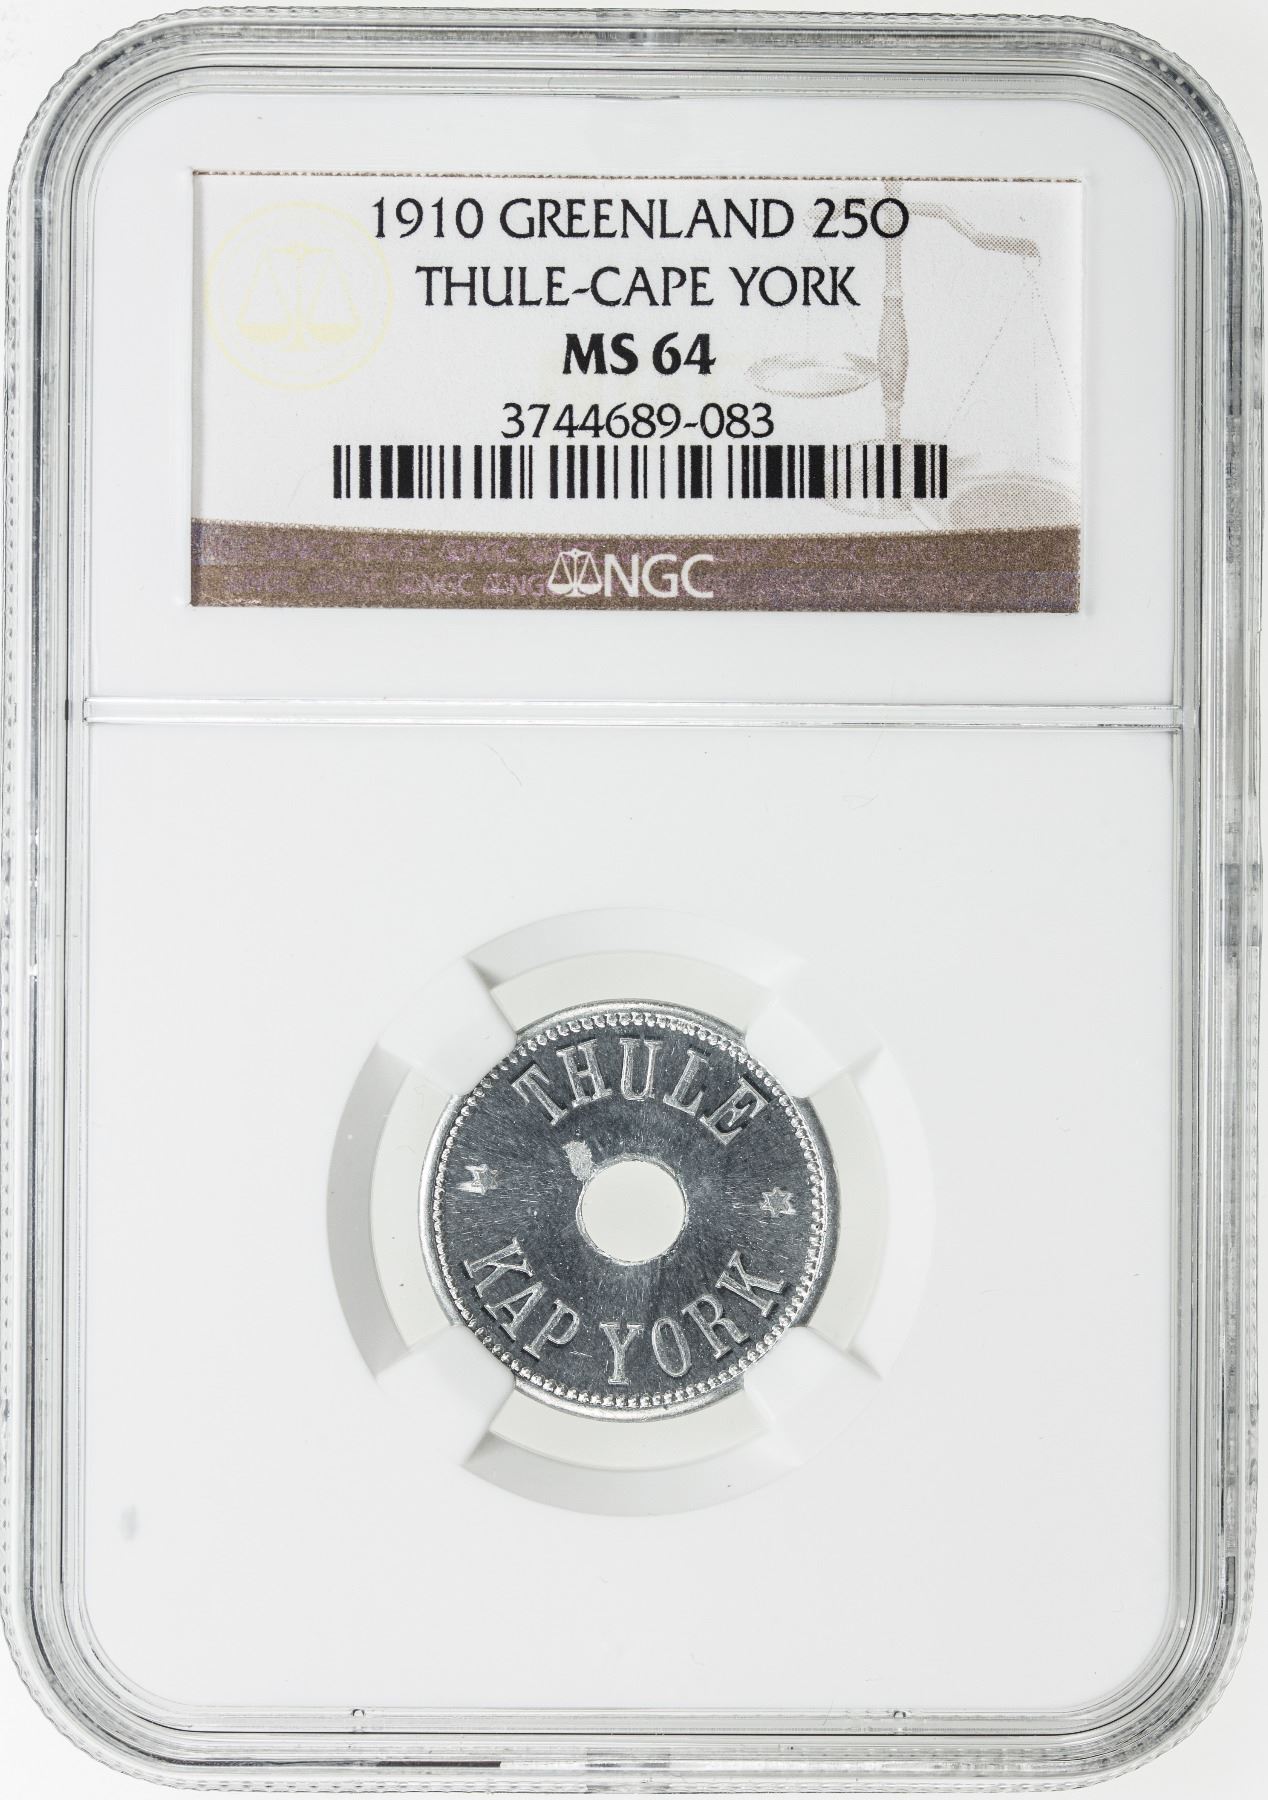 1910 GREENLAND 25O
THULE-CAPE YORK
MS 64
3744689-083
NGC
THULE
KAP YORK